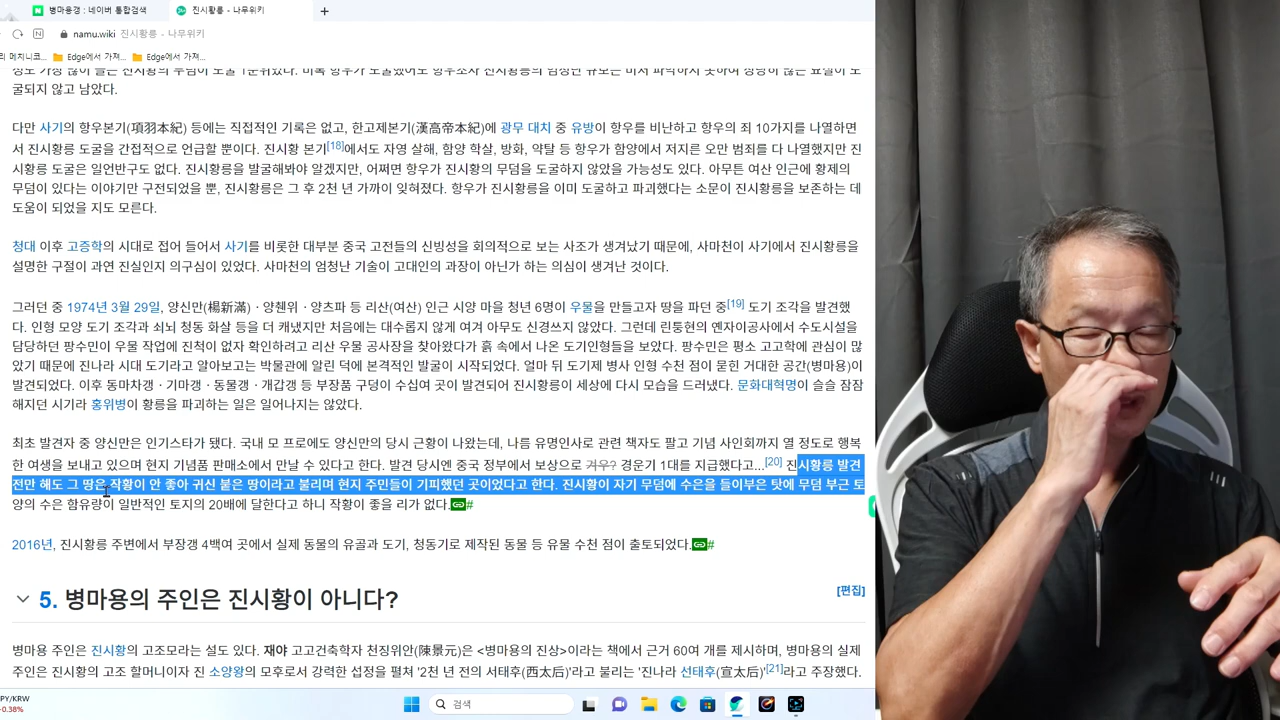 병마용갱 : 네이버 통합검색
진시황릉 - 나무위키
namu.wiki 진시황릉 - 나무위키
리 메치니코... Edge에서 가져... Edge에서 가져...
굴되지 않고 남았다.
다만 사기의 항우본기(項羽本紀) 등에는 직접적인 기록은 없고, 한고제본기(漢高帝本紀)에 광무 대치 중 유방이 항우를 비난하고 항우의 죄 10가지를 나열하면
서 진시황릉 도굴을 간접적으로 언급할 뿐이다. 진시황 본기[18]에서도 자영 살해, 함양 학살, 방화, 약탈 등 항우가 함양에서 저지른 오만 범죄를 다 나열했지만 진
시황릉 도굴은 일언반구도 없다. 진시황릉을 발굴해봐야 알겠지만, 어쩌면 항우가 진시황의 무덤을 도굴하지 않았을 가능성도 있다. 아무튼 여산 인근에 황제의
무덤이 있다는 이야기만 구전되었을 뿐, 진시황릉은 그 후 2천 년 가까이 잊혀졌다. 항우가 진시황릉을 이미 도굴하고 파괴했다는 소문이 진시황릉을 보존하는 데
도움이 되었을 지도 모른다.
청대 이후 고증학의 시대로 접어 들어서 사기를 비롯한 대부분 중국 고전들의 신빙성을 회의적으로 보는 사조가 생겨났기 때문에, 사마천이 사기에서 진시황릉을
설명한 구절이 과연 진실인지 의구심이 있었다. 사마천의 엄청난 기술이 고대인의 과장이 아닌가 하는 의심이 생겨난 것이다.
그러던 중 1974년 3월 29일, 양신만(楊新滿)ㆍ양췐위ㆍ양츠파 등 리산(여산) 인근 시양 마을 청년 6명이 우물을 만들고자 땅을 파던 중[19] 도기 조각을 발견했
다. 인형 모양 도기 조각과 쇠뇌 청동 화살 등을 더 캐냈지만 처음에는 대수롭지 않게 여겨 아무도 신경쓰지 않았다. 그런데 린퉁현의 옌자이공사에서 수도시설을
담당하던 팡수민이 우물 작업에 진척이 없자 확인하려고 리산 우물 공사장을 찾아왔다가 흙 속에서 나온 도기인형들을 보았다. 팡수민은 평소 고고학에 관심이 많
았기 때문에 진나라 시대 도기라고 알아보고는 박물관에 알린 덕에 본격적인 발굴이 시작되었다. 얼마 뒤 도기제 병사 인형 수천 점이 묻힌 거대한 공간(병마용)이
발견되었다. 이후 동마차갱ㆍ기마갱ㆍ동물갱ㆍ개갑갱 등 부장품 구덩이 수십여 곳이 발견되어 진시황릉이 세상에 다시 모습을 드러냈다. 문화대혁명이 슬슬 잠잠
해지던 시기라 홍위병이 황릉을 파괴하는 일은 일어나지는 않았다.
최초 발견자 중 양신만은 인기스타가 됐다. 국내 모 프로에도 양신만의 당시 근황이 나왔는데, 나름 유명인사로 관련 책자도 팔고 기념 사인회까지 열 정도로 행복
한 여생을 보내고 있으며 현지 기념품 판매소에서 만날 수 있다고 한다. 발견 당시엔 중국 정부에서 보상으로 겨우? 경운기 1대를 지급했다고...[20] 진시황릉 발견
전만 해도 그 땅은 작황이 안 좋아 귀신 붙은 땅이라고 불리며 현지 주민들이 기피했던 곳이었다고 한다. 진시황이 자기 무덤에 수은을 들이부은 탓에 무덤 부근 토
양의 수은 함유량이 일반적인 토지의 20배에 달한다고 하니 작황이 좋을 리가 없다.#
2016년, 진시황릉 주변에서 부장갱 4백여 곳에서 실제 동물의 유골과 도기, 청동기로 제작된 동물 등 유물 수천 점이 출토되었다.#
5. 병마용의 주인은 진시황이 아니다?
[편집]
병마용 주인은 진시황의 고조모라는 설도 있다. 재야 고고건축학자 천징위안(陳景元)은 <병마용의 진상>이라는 책에서 근거 60여 개를 제시하며, 병마용의 실제
주인은 진시황의 고조 할머니이자 진 소양왕의 모후로서 강력한 섭정을 펼쳐 '2천 년 전의 서태후(西太后)'라고 불리는 '진나라 선태후(宣太后)'[21]라고 주장했다.
PY/KRW
-0.38%
검색